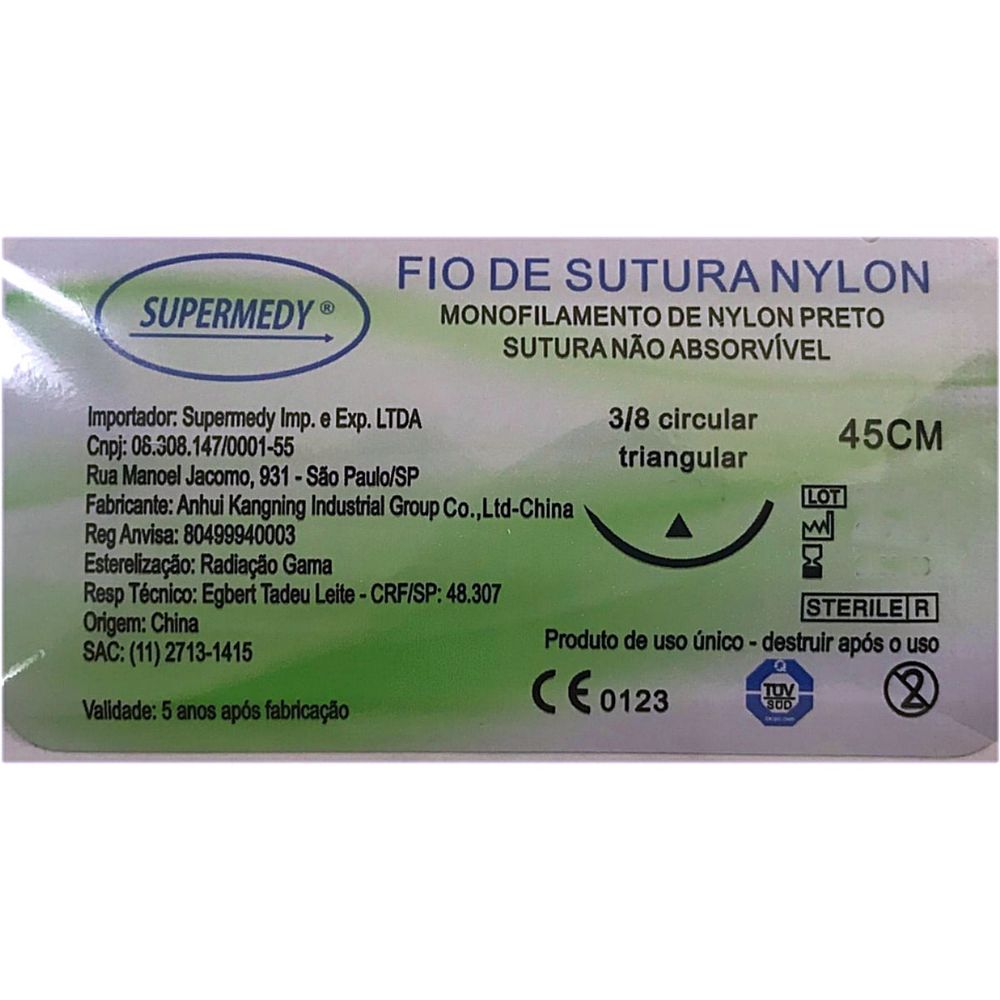 SUPERMEDY®
FIO DE SUTURA NYLON
MONOFILAMENTO DE NYLON PRETO
SUTURA NÃO ABSORVÍVEL
3/8 circular
triangular
45CM
Importador: Supermedy Imp. e Exp. LTDA
Cnpj: 08.308.147/0001-55
Rua Manoel Jacomo, 931 - São Paulo/SP
Fabricante: Anhui Kangning Industrial Group Co.,Ltd-China
Reg Anvisa: 80499940003
Esterelização: Radiação Gama
Resp Técnico: Egbert Tadeu Leite - CRF/SP: 48.307
Origem: China
SAC: (11) 2713-1415
Validade: 5 anos após fabricação
LOT
STERILE R
Produto de uso único - destruir após o uso
CE 0123
TÜV
SÜD
2